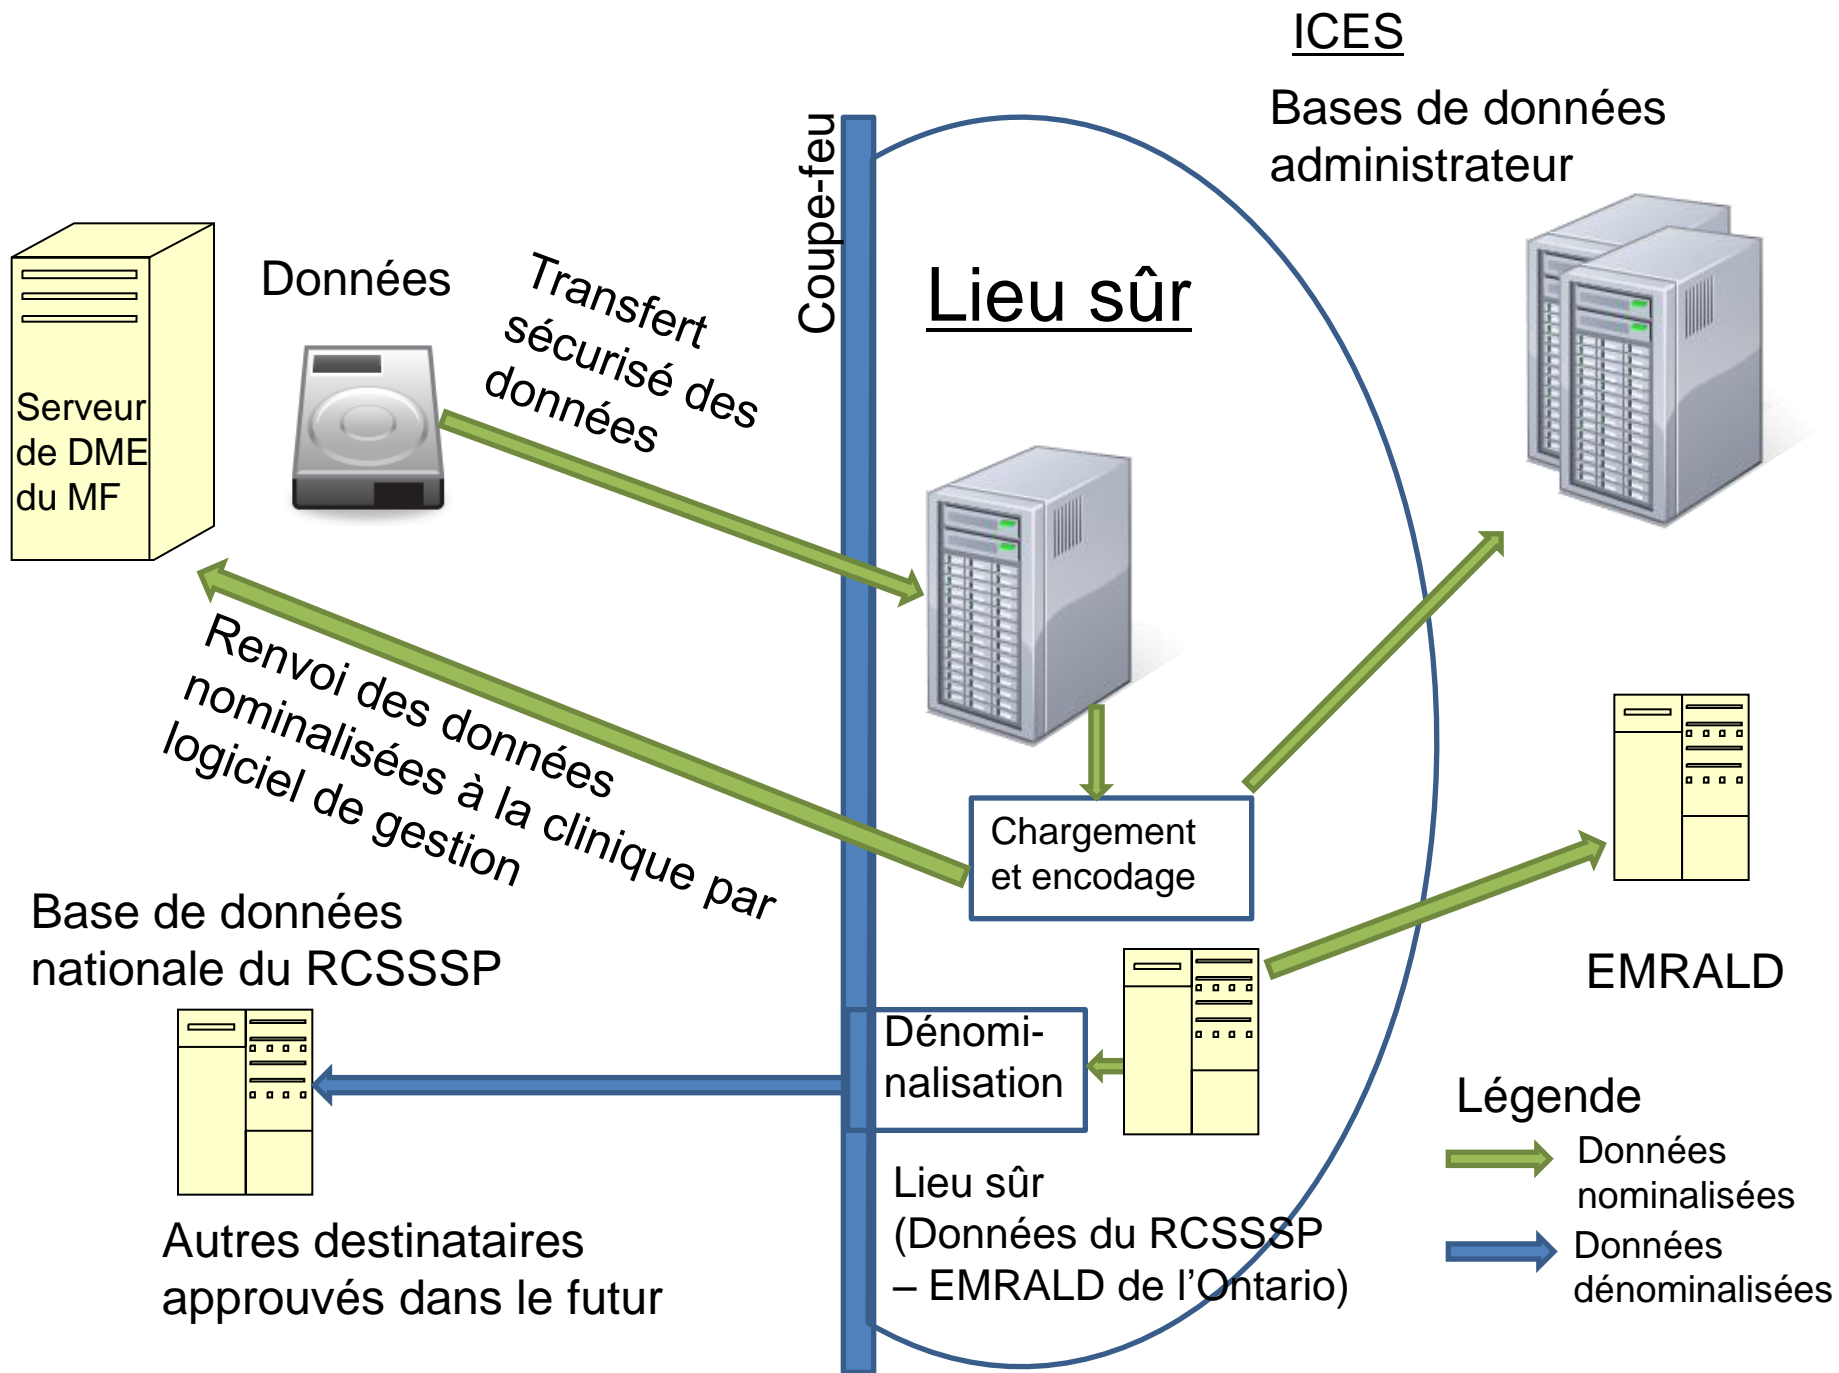 ICES
Bases de données
administrateur
Coupe-feu
Lieu sûr
Données
Transfert
sécurisé des
données
Serveur
de DME
du MF
Renvoi des données
nominalisées à la clinique par
logiciel de gestion
Chargement
et encodage
Base de données
nationale du RCSSSP
EMRALD
Dénomi-
nalisation
Autres destinataires
approuvés dans le futur
Lieu sûr
(Données du RCSSSP
– EMRALD de l’Ontario)
Légende
Données
nominalisées
Données
dénominalisées